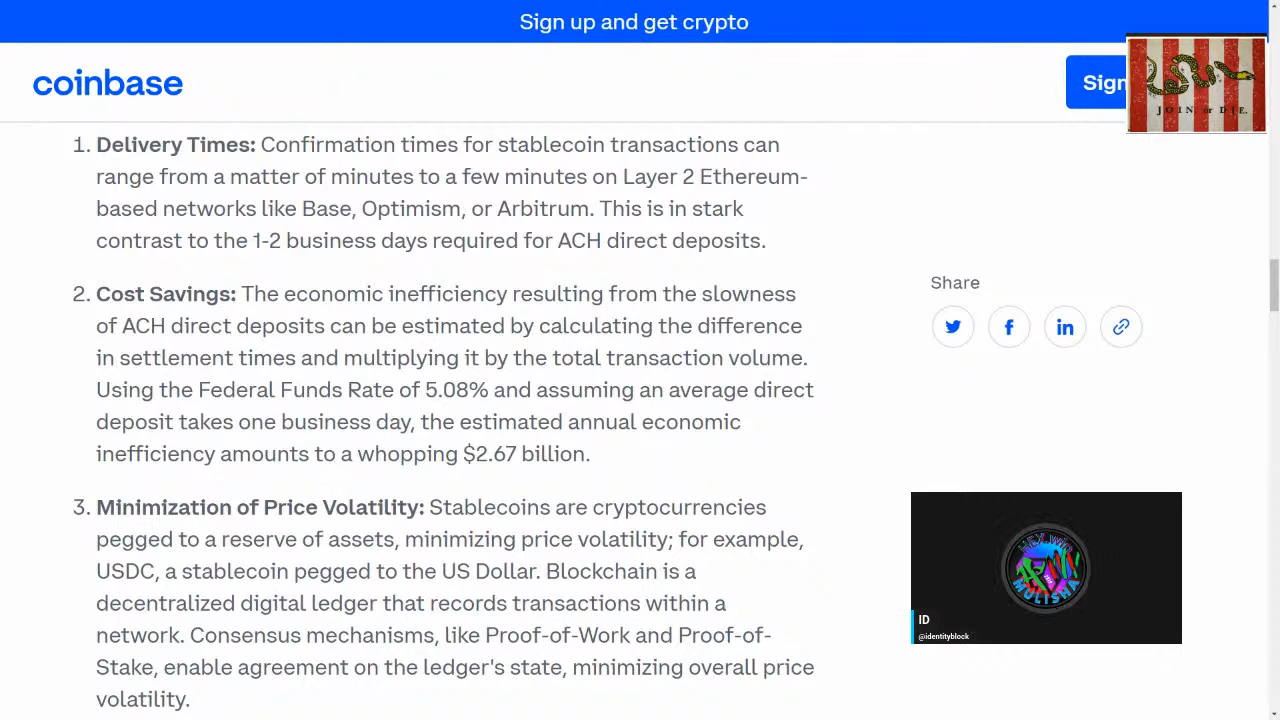 Sign up and get crypto
coinbase
Sign
JOIN or DIE.
1. Delivery Times: Confirmation times for stablecoin transactions can
range from a matter of minutes to a few minutes on Layer 2 Ethereum-
based networks like Base, Optimism, or Arbitrum. This is in stark
contrast to the 1-2 business days required for ACH direct deposits.
2. Cost Savings: The economic inefficiency resulting from the slowness
of ACH direct deposits can be estimated by calculating the difference
in settlement times and multiplying it by the total transaction volume.
Using the Federal Funds Rate of 5.08% and assuming an average direct
deposit takes one business day, the estimated annual economic
inefficiency amounts to a whopping $2.67 billion.
3. Minimization of Price Volatility: Stablecoins are cryptocurrencies
pegged to a reserve of assets, minimizing price volatility; for example,
USDC, a stablecoin pegged to the US Dollar. Blockchain is a
decentralized digital ledger that records transactions within a
network. Consensus mechanisms, like Proof-of-Work and Proof-of-
Stake, enable agreement on the ledger's state, minimizing overall price
volatility.
Share
HEX.WIN
MULISHA
ID
@identityblock